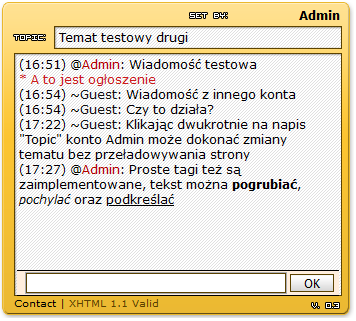 SET BY: Admin
TOPIC: Temat testowy drugi
(16:51) @Admin: Wiadomość testowa
* A to jest ogłoszenie
(16:54) ~Guest: Wiadomość z innego konta
(16:54) ~Guest: Czy to działa?
(17:22) ~Guest: Klikając dwukrotnie na napis
"Topic" konto Admin może dokonać zmiany
tematu bez przeładowywania strony
(17:27) @Admin: Proste tagi też są
zaimplementowane, tekst można pogrubiać,
pochylać oraz podkreślać
OK
Contact | XHTML 1.1 Valid V. 0.3